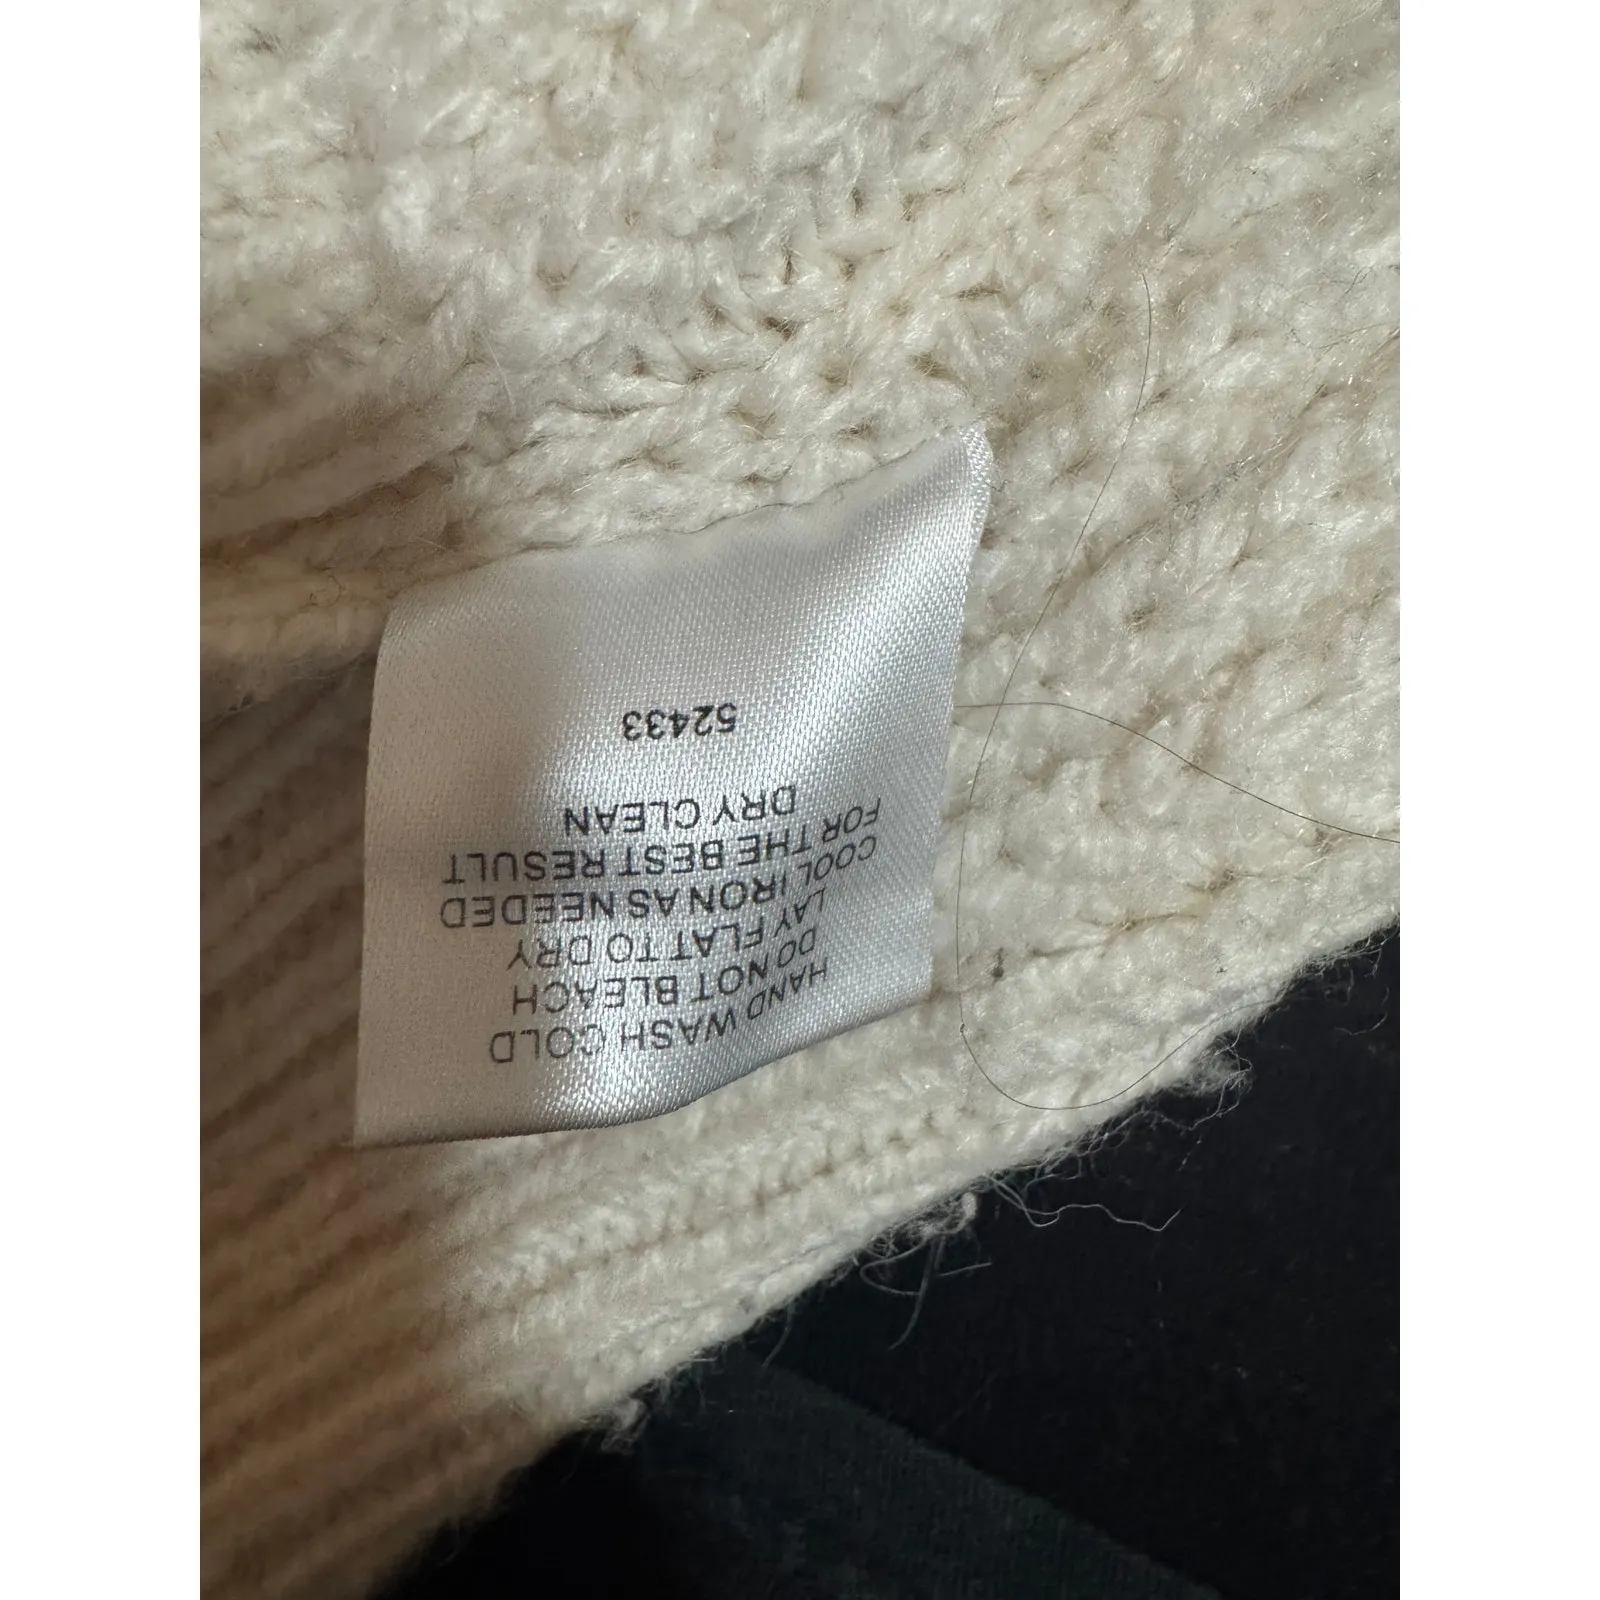 HAND WASH COLD
DO NOT BLEACH
LAY FLAT TO DRY
COOL IRON AS NEEDED
FOR THE BEST RESULT
DRY CLEAN
52433